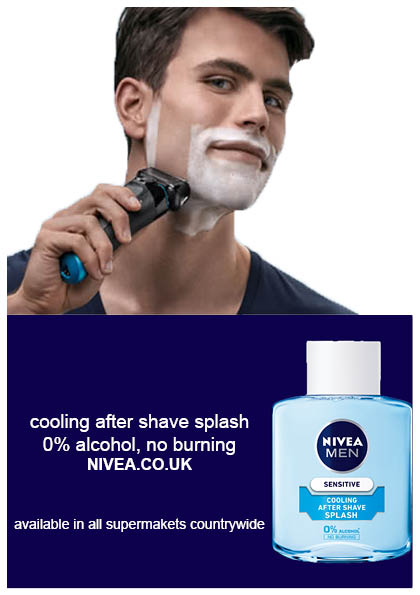 cooling after shave splash
0% alcohol, no burning
NIVEA.CO.UK
available in all supermakets countrywide
NIVEA
MEN
SENSITIVE
COOLING
AFTER SHAVE
SPLASH
0% ALCOHOL
NO BURNING